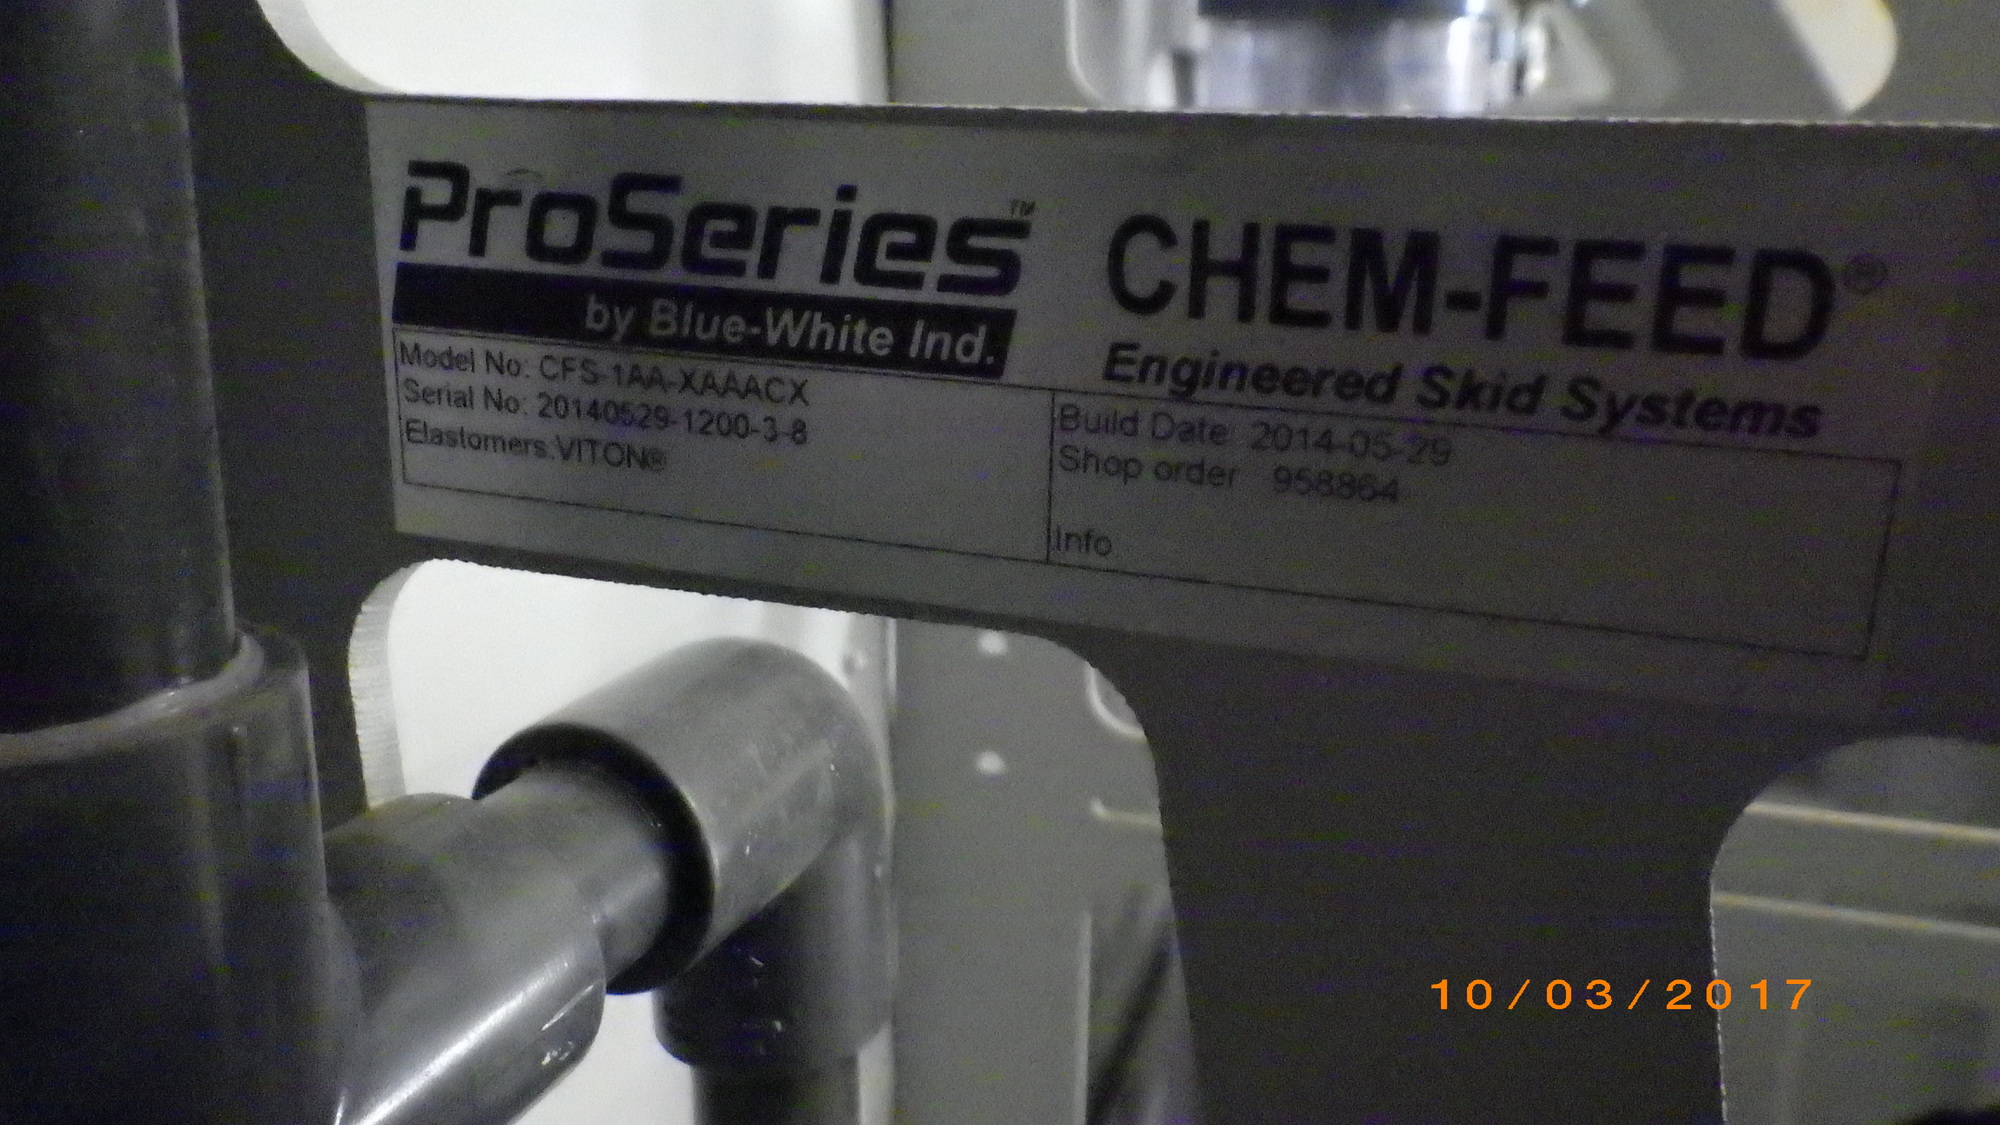 ProSeries™
by Blue-White Ind.
CHEM-FEED®
Engineered Skid Systems
Model No: CFS-1AA-XAAACX
Serial No: 20140529-1200-3-8
Elastomers:VITON®
Build Date: 2014-05-29
Shop order 958864
Info
10/03/2017